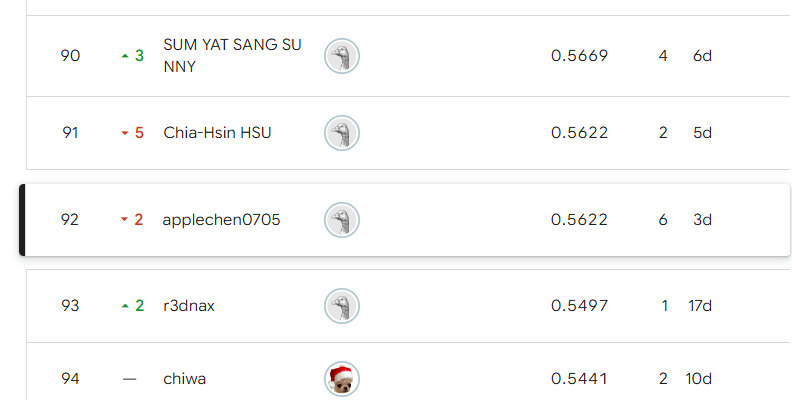 90 3 SUM YAT SANG SU 0.5669 4 6d
NNY
91 5 Chia-Hsin HSU 0.5622 2 5d
92 2 applechen0705 0.5622 6 3d
93 2 r3dnax 0.5497 1 17d
94 — chiwa 0.5441 2 10d